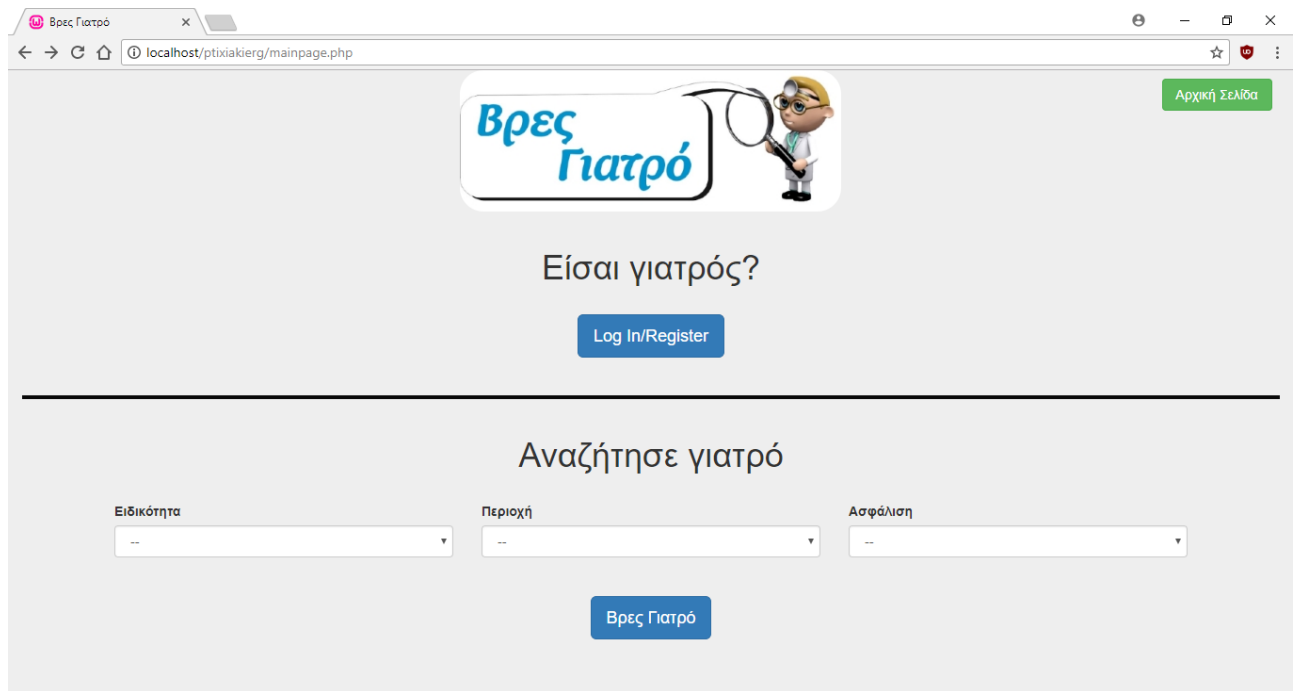 Βρες Γιατρό
localhost/ptixiakierg/mainpage.php
Αρχική Σελίδα
Βρες
Γιατρό
Είσαι γιατρός?
Log In/Register
Αναζήτησε γιατρό
Ειδικότητα Περιοχή Ασφάλιση
-- -- --
Βρες Γιατρό